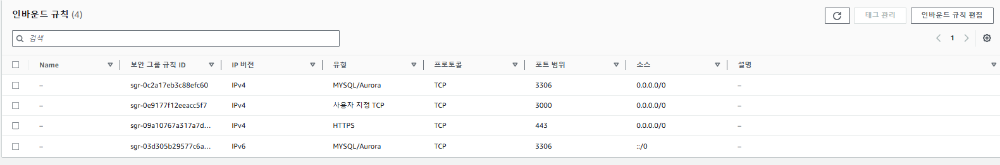 인바운드 규칙 (4)
태그 관리
인바운드 규칙 편집
검색
1
Name 보안 그룹 규칙 ID IP 버전 유형 프로토콜 포트 범위 소스 설명
– sgr-0c2a17eb3c88efc60 IPv4 MYSQL/Aurora TCP 3306 0.0.0.0/0 –
– sgr-0e9177f12eeacc5f7 IPv4 사용자 지정 TCP TCP 3000 0.0.0.0/0 –
– sgr-09a10767a317a7d... IPv4 HTTPS TCP 443 0.0.0.0/0 –
– sgr-03d305b29577c6a... IPv6 MYSQL/Aurora TCP 3306 ::/0 –